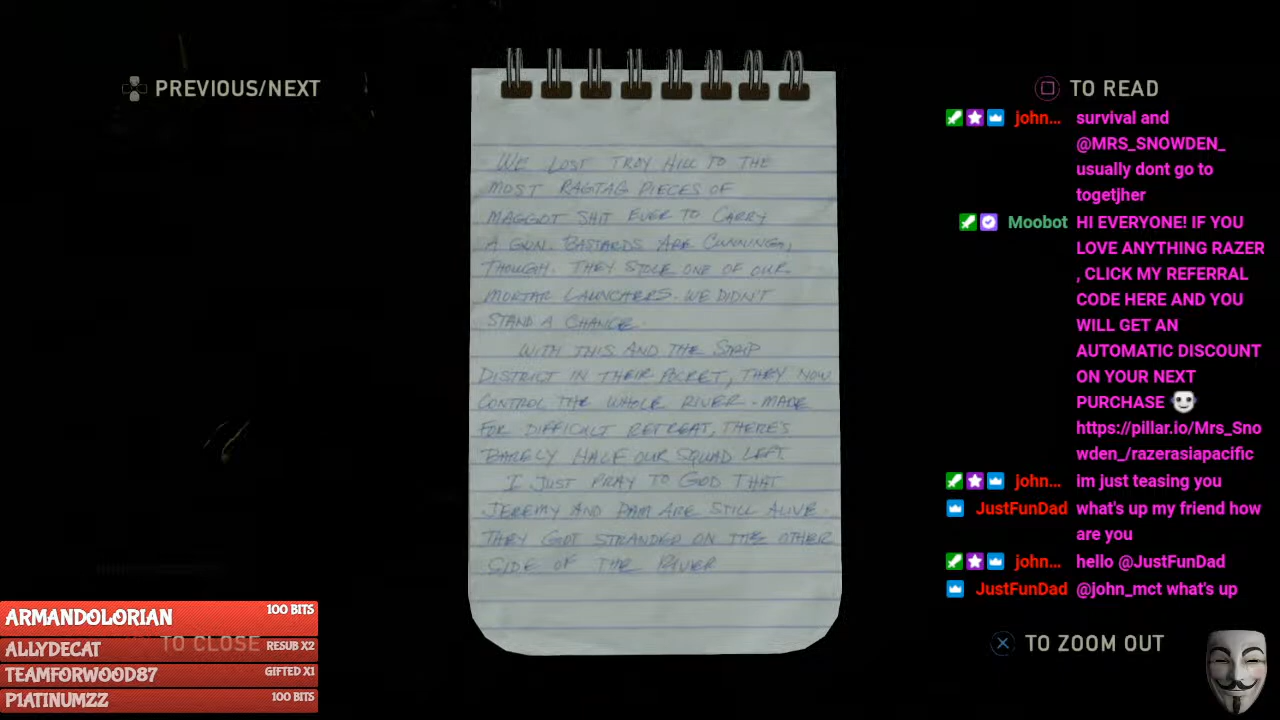 PREVIOUS/NEXT
TO READ
WE LOST TROY HILL TO THE
MOST RAGTAG PIECES OF
MAGGOT SHIT EVER TO CARRY
A GUN. BASTARDS ARE CUNNING,
THOUGH. THEY STOLE ONE OF OUR
MORTAR LAUNCHERS. WE DIDN'T
STAND A CHANCE.
WITH THIS AND THE STRIP
DISTRICT IN THEIR POCKET, THEY NOW
CONTROL THE WHOLE RIVER - MADE
FOR DIFFICULT RETREAT, THERE'S
BARELY HALF OUR SQUAD LEFT.
I JUST PRAY TO GOD THAT
JEREMY AND PAM ARE STILL ALIVE.
THEY GOT STRANDED ON THE OTHER
SIDE OF THE RIVER
john... survival and
@MRS_SNOWDEN_
usually dont go to
togetjher
Moobot HI EVERYONE! IF YOU
LOVE ANYTHING RAZER
, CLICK MY REFERRAL
CODE HERE AND YOU
WILL GET AN
AUTOMATIC DISCOUNT
ON YOUR NEXT
PURCHASE
https://pillar.io/Mrs_Sno
wden_/razerasiapacific
john... im just teasing you
JustFunDad what's up my friend how
are you
john... hello @JustFunDad
JustFunDad @john_mct what's up
ARMANDOLORIAN 100 BITS
TO CLOSE
ALLYDECAT RESUB X2
TEAMFORWOOD87 GIFTED X1
P1ATINUMZZ 100 BITS
TO ZOOM OUT